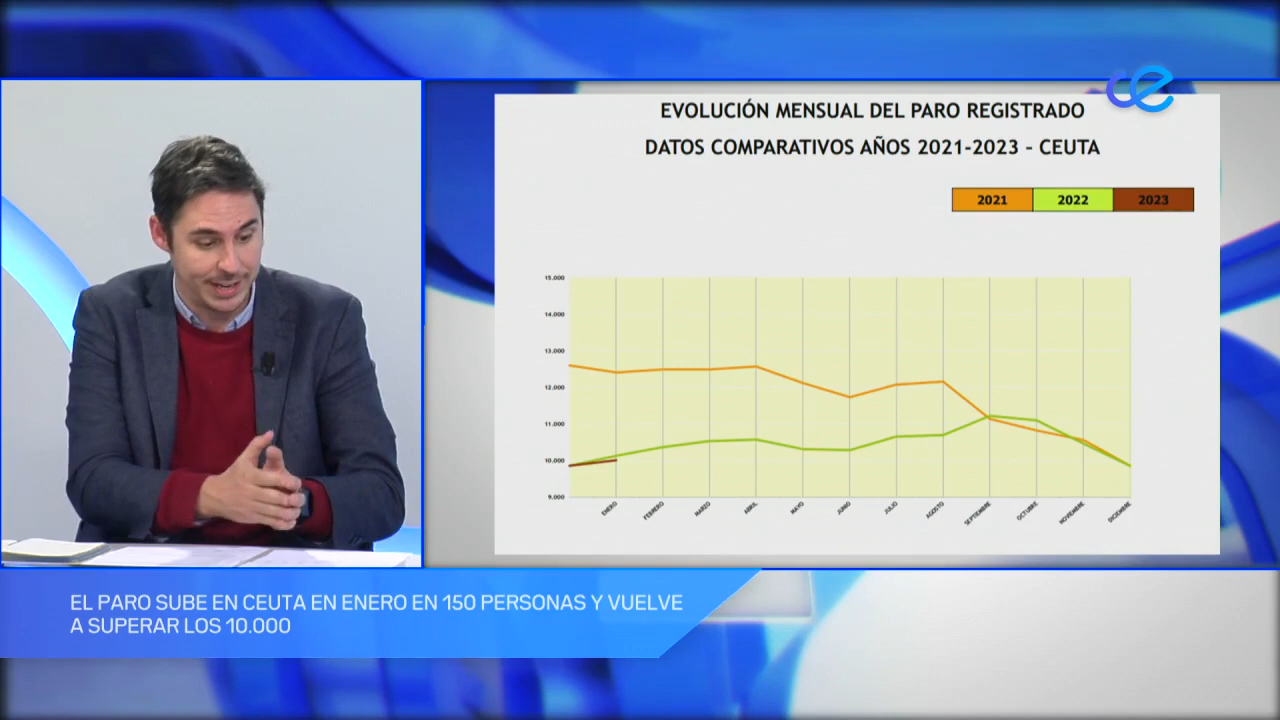 ce
EVOLUCIÓN MENSUAL DEL PARO REGISTRADO
DATOS COMPARATIVOS AÑOS 2021-2023 – CEUTA
2021 2022 2023
15.000
14.000
13.000
12.000
11.000
10.000
9.000
ENERO FEBRERO MARZO ABRIL MAYO JUNIO JULIO AGOSTO SEPTIEMBRE OCTUBRE NOVIEMBRE DICIEMBRE
EL PARO SUBE EN CEUTA EN ENERO EN 150 PERSONAS Y VUELVE
A SUPERAR LOS 10.000